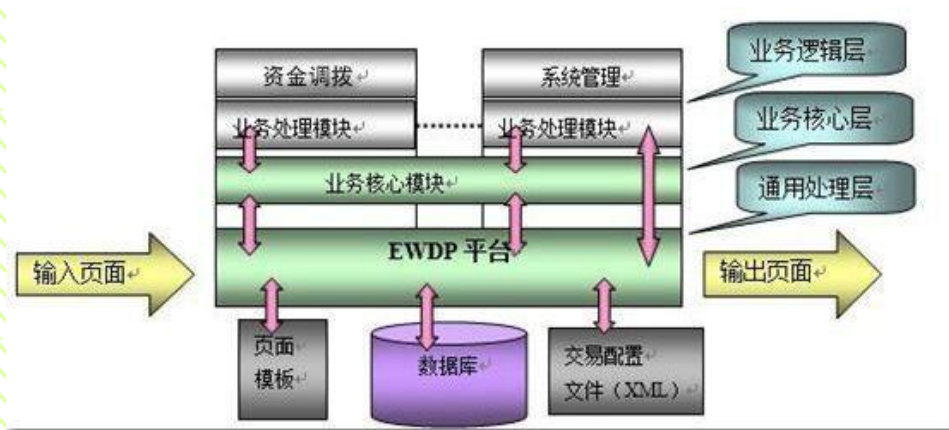 资金调拨
系统管理
业务逻辑层
业务处理模块
业务处理模块
业务核心层
业务核心模块
通用处理层
EWDP 平台
输入页面
输出页面
页面
模板
数据库
交易配置
文件（XML）